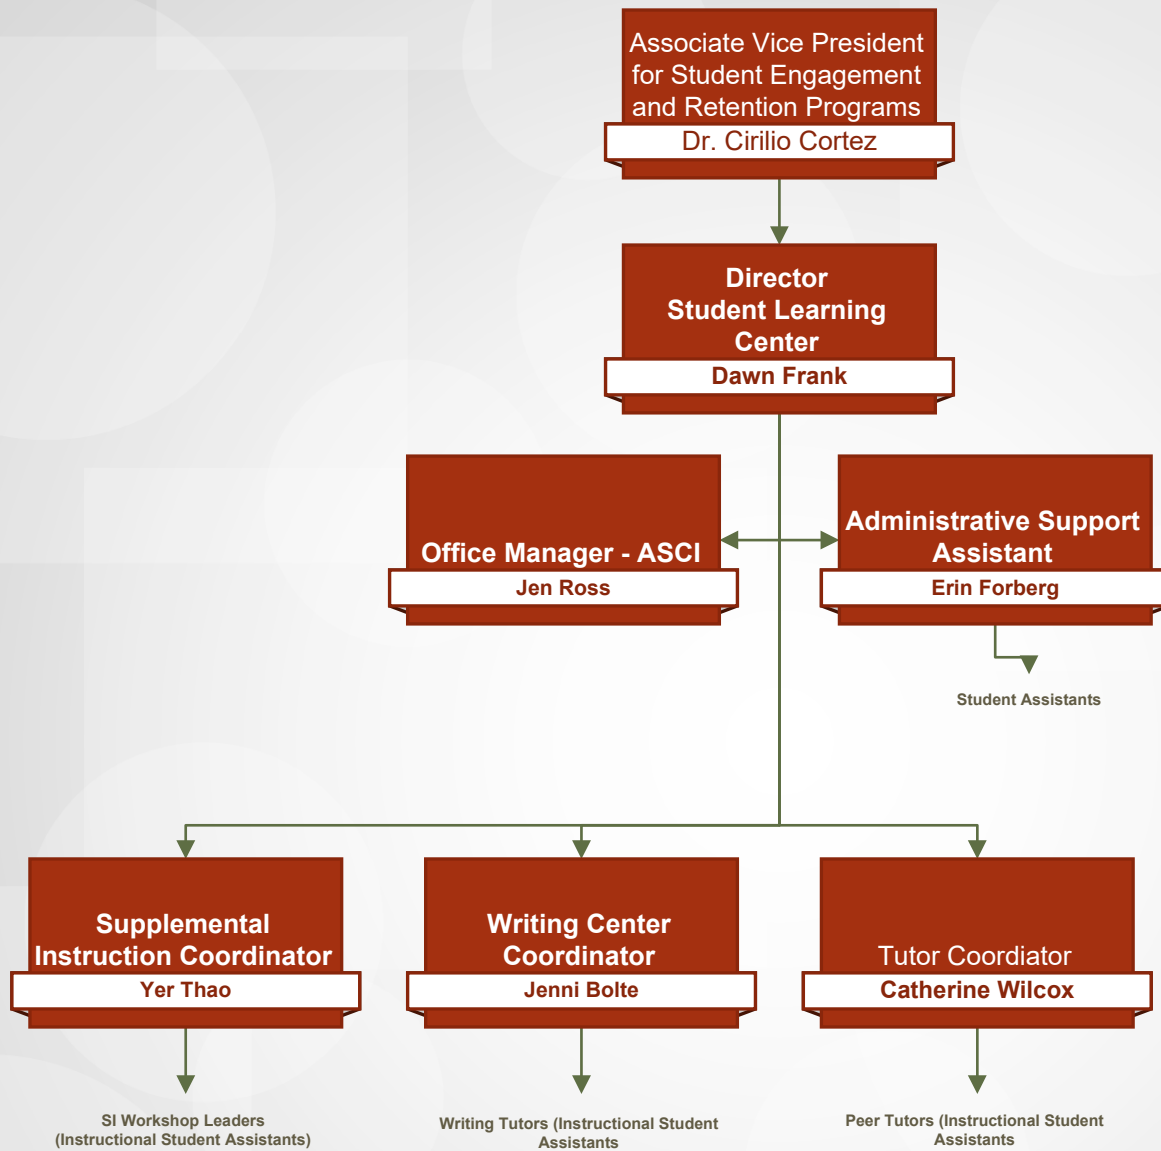 Associate Vice President
for Student Engagement
and Retention Programs
Dr. Cirilio Cortez
Director
Student Learning
Center
Dawn Frank
Office Manager - ASCI
Jen Ross
Administrative Support
Assistant
Erin Forberg
Student Assistants
Supplemental
Instruction Coordinator
Yer Thao
Writing Center
Coordinator
Jenni Bolte
Tutor Coordiator
Catherine Wilcox
SI Workshop Leaders
(Instructional Student Assistants)
Writing Tutors (Instructional Student
Assistants
Peer Tutors (Instructional Student
Assistants